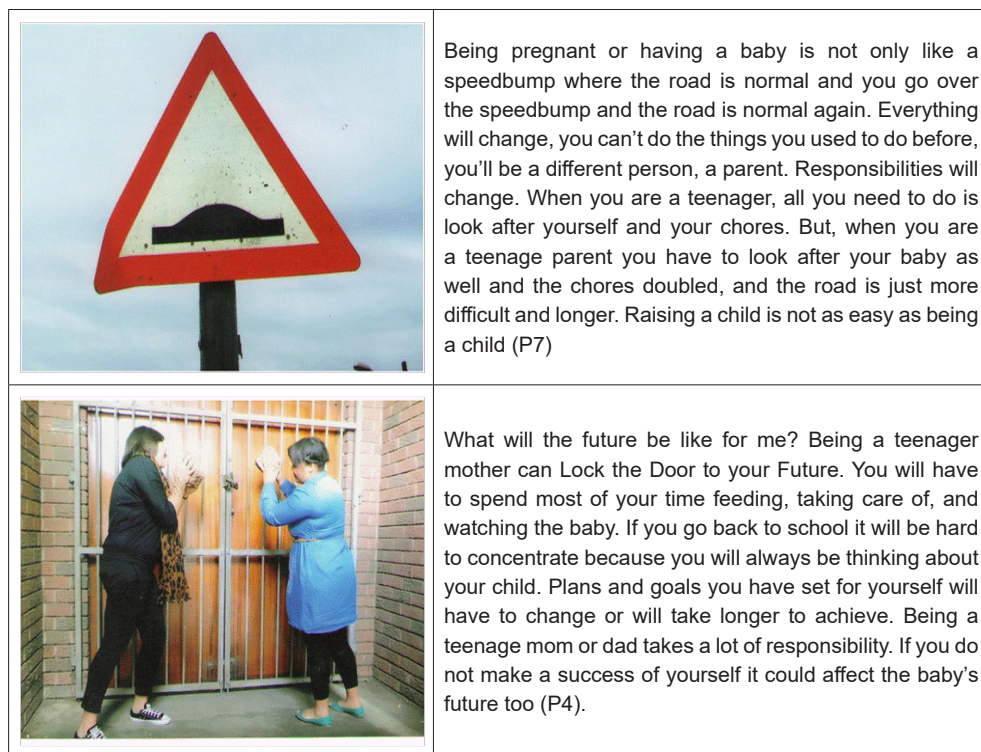 Being pregnant or having a baby is not only like a
speedbump where the road is normal and you go over
the speedbump and the road is normal again. Everything
will change, you can’t do the things you used to do before,
you’ll be a different person, a parent. Responsibilities will
change. When you are a teenager, all you need to do is
look after yourself and your chores. But, when you are
a teenage parent you have to look after your baby as
well and the chores doubled, and the road is just more
difficult and longer. Raising a child is not as easy as being
a child (P7)
What will the future be like for me? Being a teenager
mother can Lock the Door to your Future. You will have
to spend most of your time feeding, taking care of, and
watching the baby. If you go back to school it will be hard
to concentrate because you will always be thinking about
your child. Plans and goals you have set for yourself will
have to change or will take longer to achieve. Being a
teenage mom or dad takes a lot of responsibility. If you do
not make a success of yourself it could affect the baby’s
future too (P4).